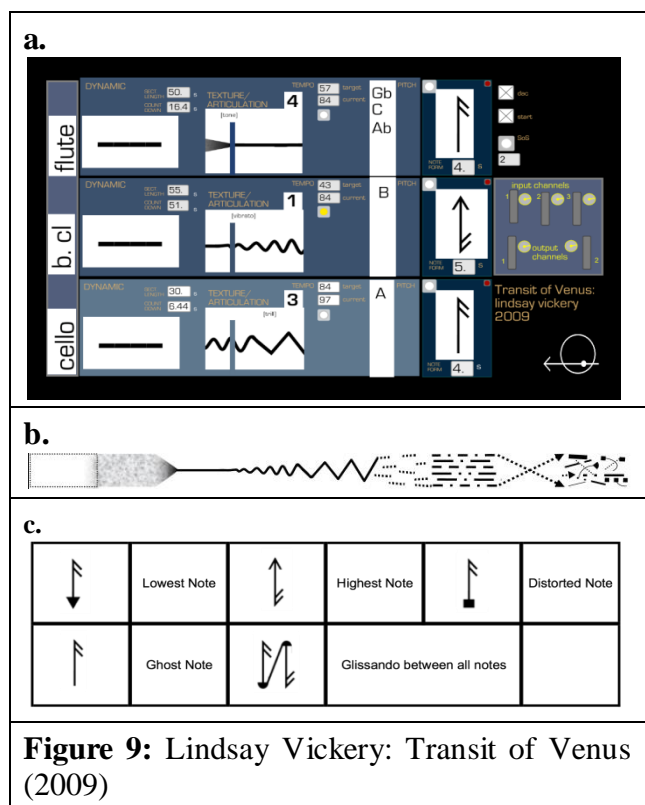 a.
flute
DYNAMIC
SECT LENGTH 50. s
COUNT DOWN 16.4 s
TEXTURE/ ARTICULATION 4
[tone]
TEMPO
57 target
84 current
PITCH
Gb
C
Ab
NOTE FORM 4. s
doc
start
GoG
2
b. cl
DYNAMIC
SECT LENGTH 55. s
COUNT DOWN 51. s
TEXTURE/ ARTICULATION 1
[vibrato]
TEMPO
43 target
84 current
PITCH
B
NOTE FORM 5. s
input channels
1 2 3
output channels
1 2
cello
DYNAMIC
SECT LENGTH 30. s
COUNT DOWN 6.44 s
TEXTURE/ ARTICULATION 3
[trill]
TEMPO
84 target
97 current
PITCH
A
NOTE FORM 4. s
Transit of Venus:
lindsay vickery
2009
b.
c.
Lowest Note
Highest Note
Distorted Note
Ghost Note
Glissando between all notes
Figure 9: Lindsay Vickery: Transit of Venus
(2009)